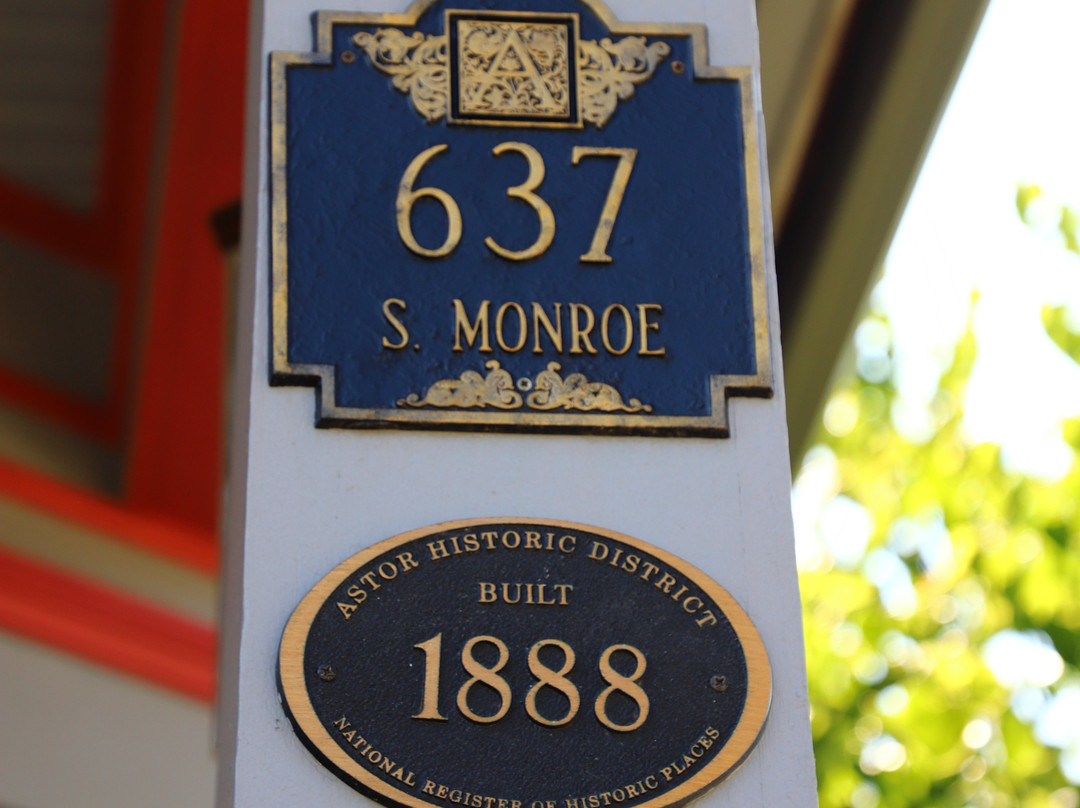 A
637
S. MONROE
ASTOR HISTORIC DISTRICT
BUILT
1888
NATIONAL REGISTER OF HISTORIC PLACES